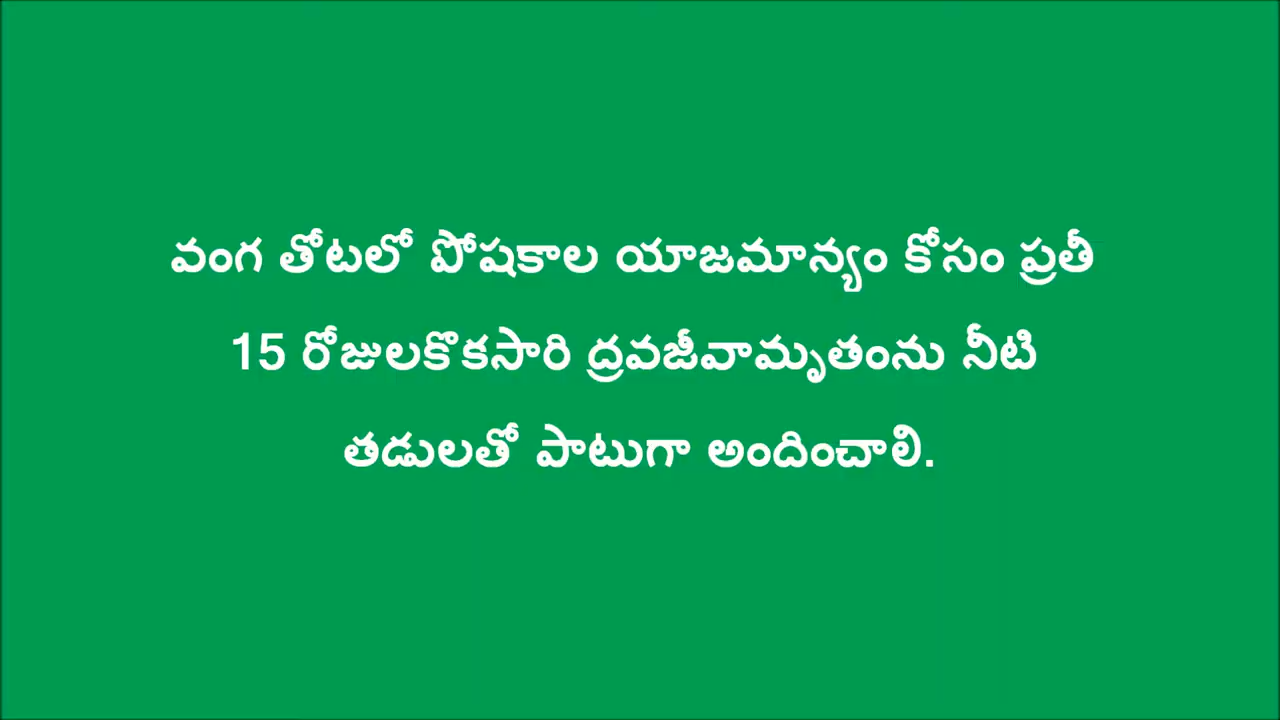 వంగ తోటలో పోషకాల యాజమాన్యం కోసం ప్రతీ
15 రోజులకొకసారి ద్రవజీవామృతంను నీటి
తడులతో పాటుగా అందించాలి.